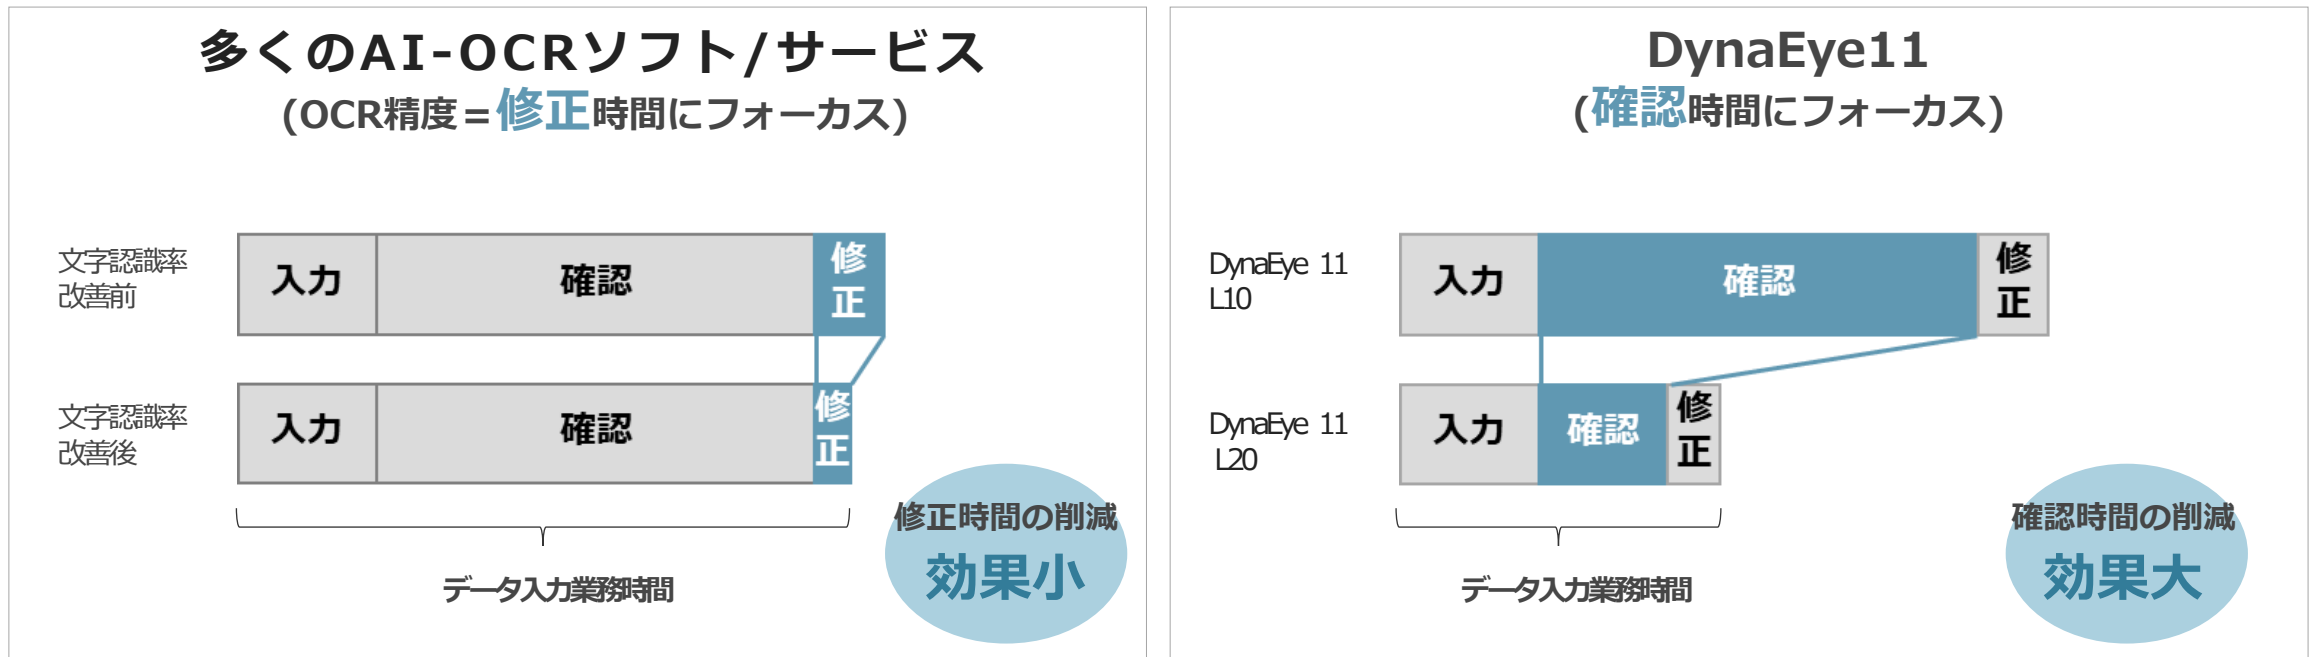 多くのAI-OCRソフト/サービス
(OCR精度＝修正時間にフォーカス)
文字認識率
改善前
入力
確認
修
正
文字認識率
改善後
入力
確認
修
正
データ入力業務時間
修正時間の削減
効果小
DynaEye11
(確認時間にフォーカス)
DynaEye 11
L10
入力
確認
修
正
DynaEye 11
L20
入力
確認
修
正
データ入力業務時間
確認時間の削減
効果大